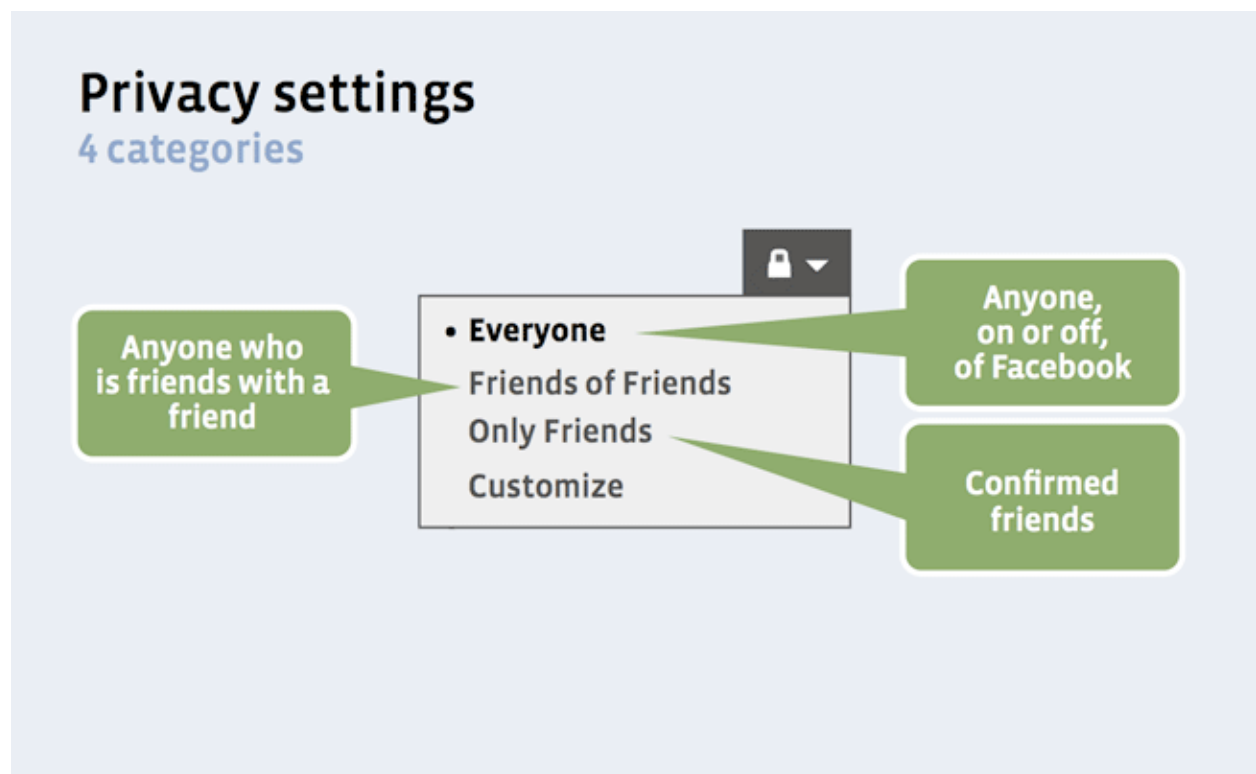 Privacy settings
4 categories
Anyone who
is friends with a
friend
• Everyone
Friends of Friends
Only Friends
Customize
Anyone,
on or off,
of Facebook
Confirmed
friends